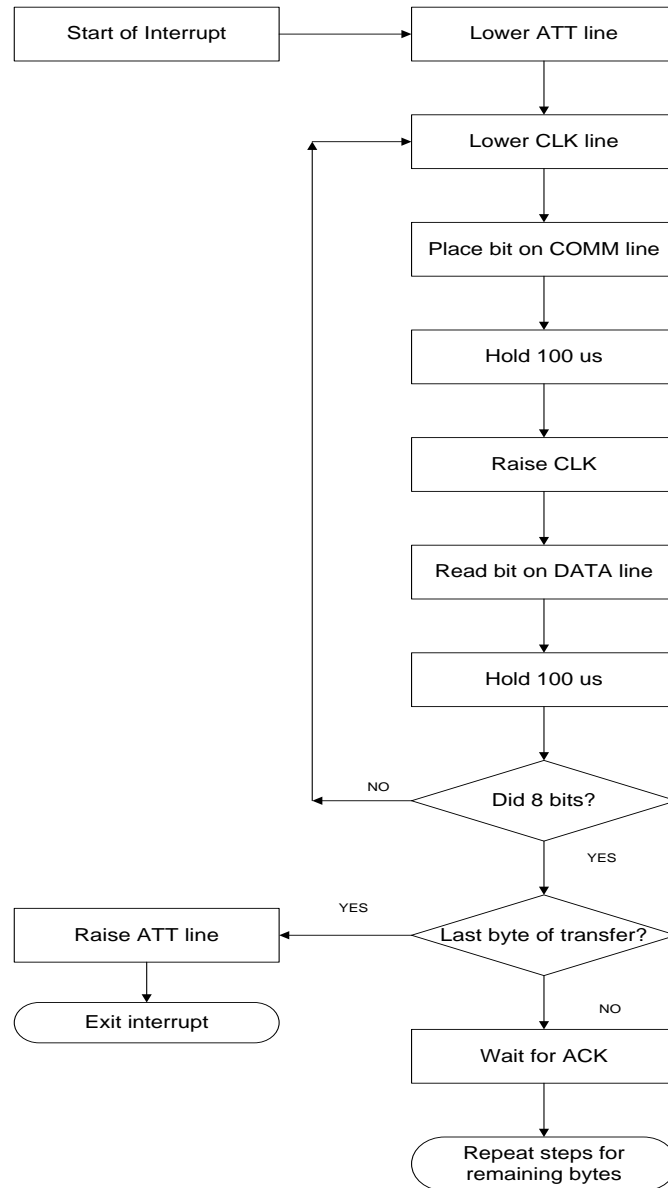 Start of Interrupt
Lower ATT line
Lower CLK line
Place bit on COMM line
Hold 100 us
Raise CLK
Read bit on DATA line
Hold 100 us
NO
Did 8 bits?
YES
YES
Raise ATT line
Last byte of transfer?
Exit interrupt
NO
Wait for ACK
Repeat steps for
remaining bytes